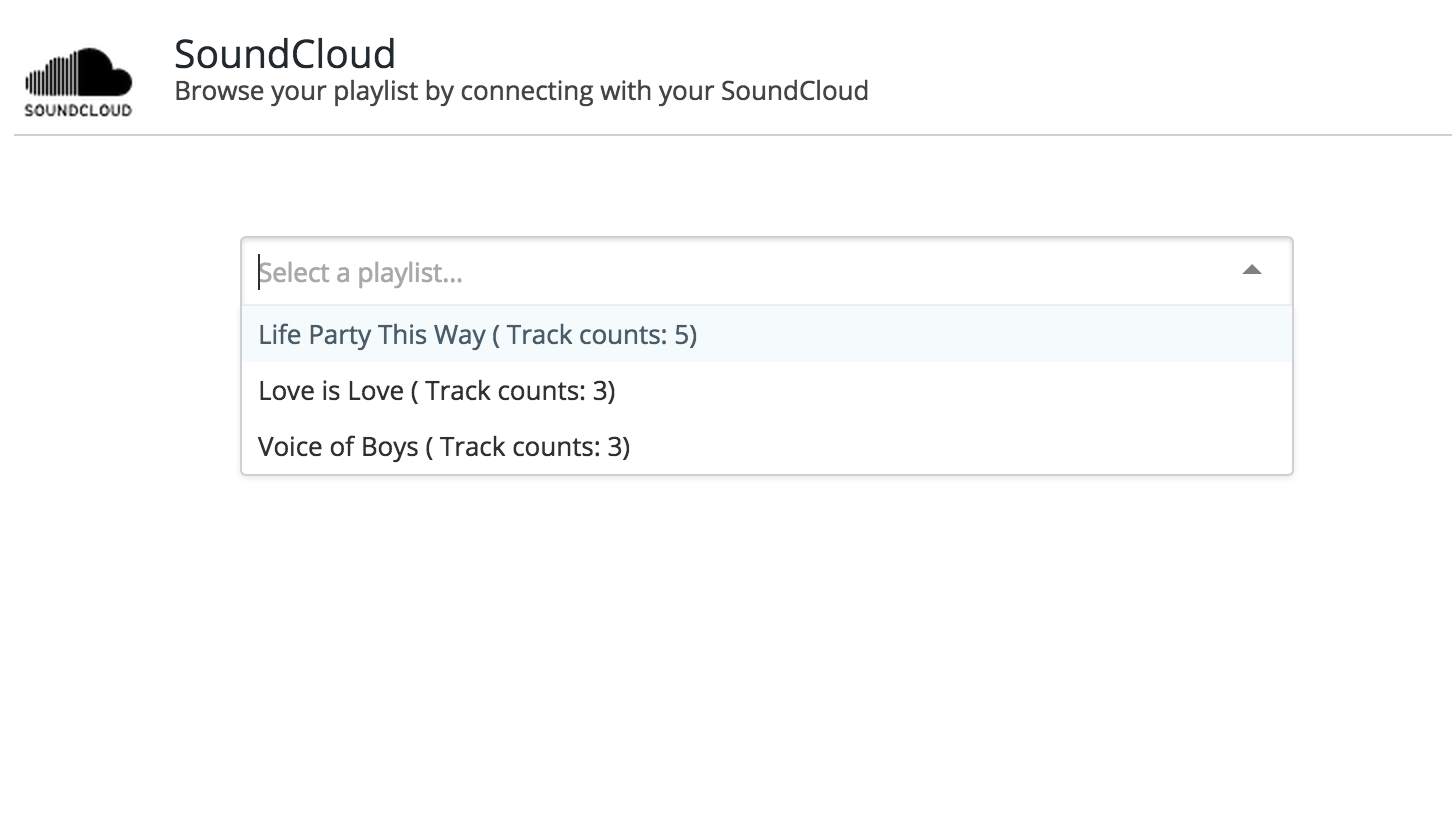 SoundCloud
Browse your playlist by connecting with your SoundCloud
SOUNDCLOUD
Select a playlist...
Life Party This Way ( Track counts: 5)
Love is Love ( Track counts: 3)
Voice of Boys ( Track counts: 3)